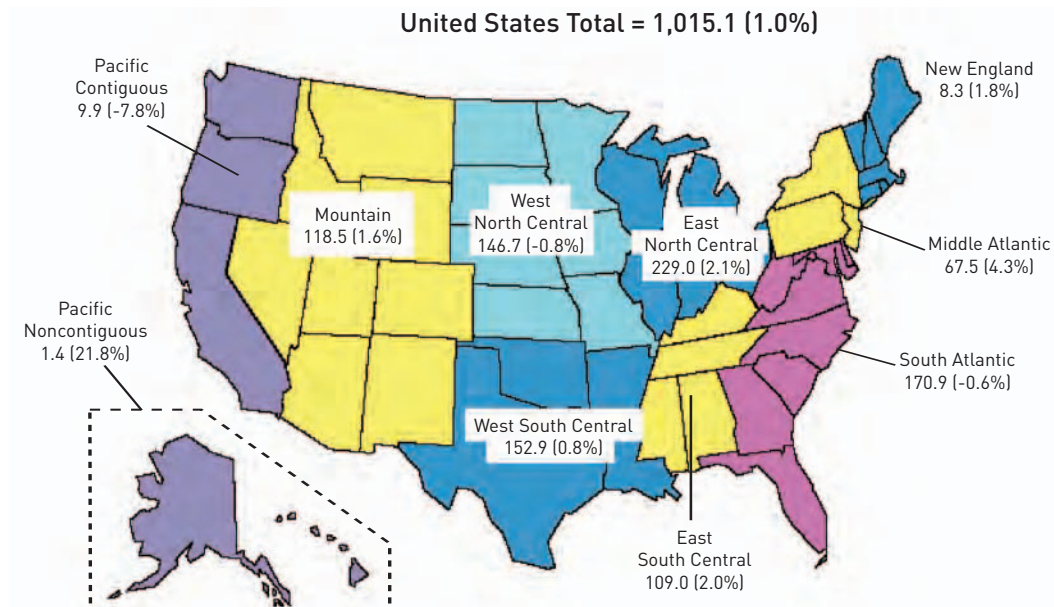 United States Total = 1,015.1 (1.0%)
Pacific
Contiguous
9.9 (-7.8%)
New England
8.3 (1.8%)
Mountain
118.5 (1.6%)
West
North Central
146.7 (-0.8%)
East
North Central
229.0 (2.1%)
Middle Atlantic
67.5 (4.3%)
Pacific
Noncontiguous
1.4 (21.8%)
South Atlantic
170.9 (-0.6%)
West South Central
152.9 (0.8%)
East
South Central
109.0 (2.0%)